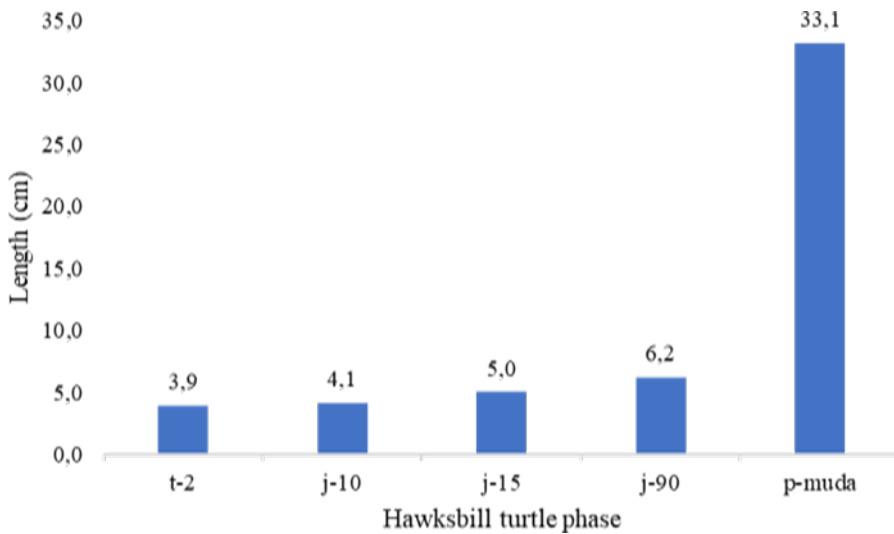 35,0
30,0
25,0
20,0
15,0
10,0
5,0
0,0
Length (cm)
3,9
4,1
5,0
6,2
33,1
t-2
j-10
j-15
j-90
p-muda
Hawksbill turtle phase